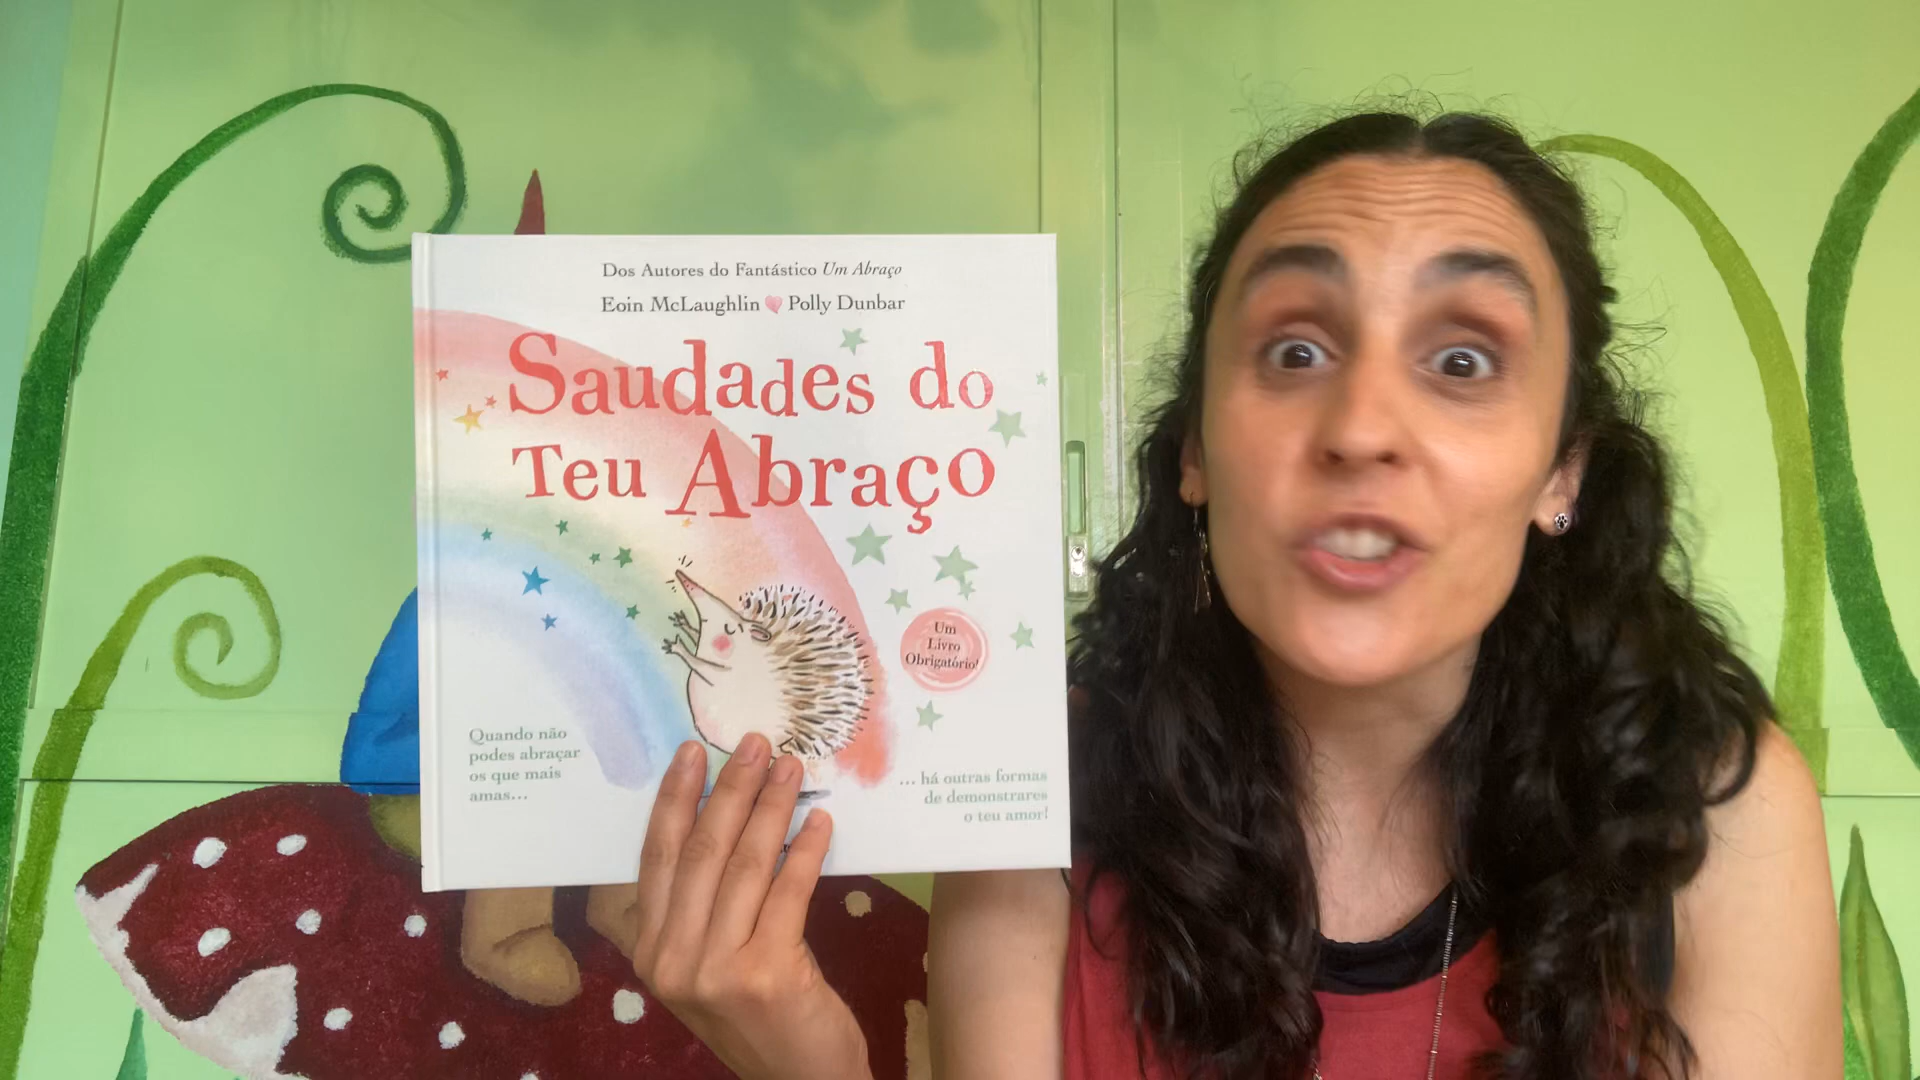 Dos Autores do Fantástico Um Abraço
Eoin McLaughlin Polly Dunbar
Saudades do
Teu Abraço
Um
Livro
Obrigatório!
Quando não
podes abraçar
os que mais
amas...
... há outras formas
de demonstrares
o teu amor!